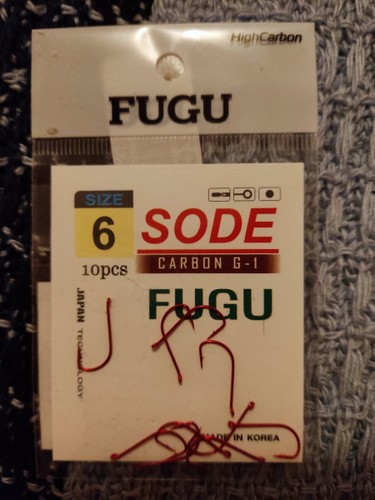 HighCarbon
FUGU
SIZE
6
10pcs
SODE
CARBON G-1
FUGU
JAPAN TECHNOLOGY
MADE IN KOREA